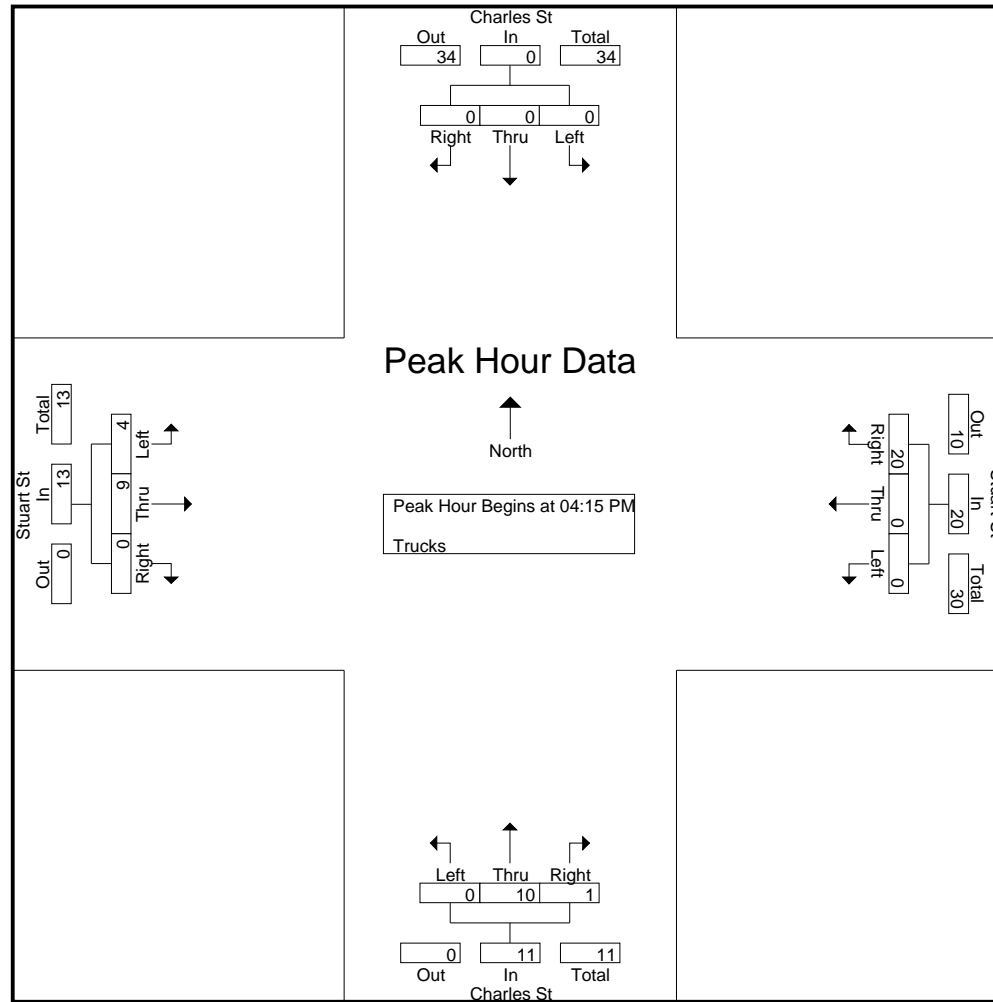 Charles St
Out In Total
34 0 34
0 0 0
Right Thru Left
Peak Hour Data
North
Peak Hour Begins at 04:15 PM
Trucks
Stuart St
Total In Out
13 13 0
4 9 0
Left Thru Right
Out In Total
10 20 30
20 0 0
Right Thru Left
Left Thru Right
0 10 1
0 11 11
Out In Total
Charles St